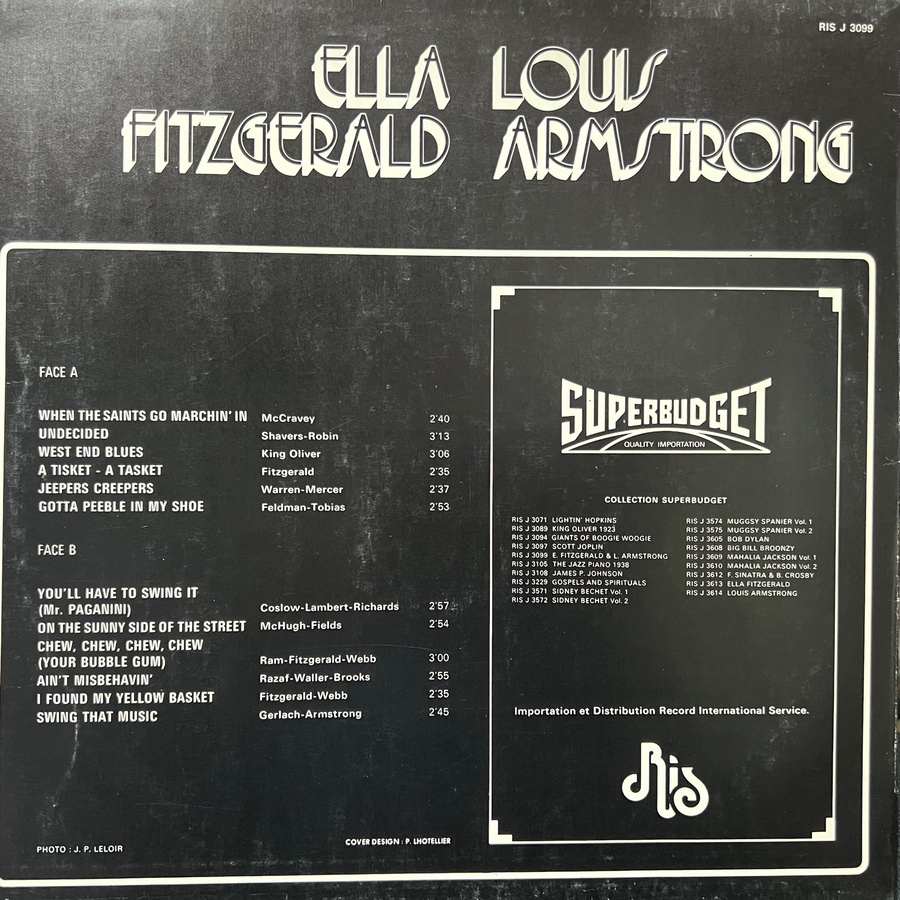 RIS J 3099
ELLA LOUIS
FITZGERALD ARMSTRONG
FACE A
WHEN THE SAINTS GO MARCHIN' IN McCravey 2'40
UNDECIDED Shavers-Robin 3'13
WEST END BLUES King Oliver 3'06
A TISKET - A TASKET Fitzgerald 2'35
JEEPERS CREEPERS Warren-Mercer 2'37
GOTTA PEEBLE IN MY SHOE Feldman-Tobias 2'53
FACE B
YOU'LL HAVE TO SWING IT
(Mr. PAGANINI) Coslow-Lambert-Richards 2'57
ON THE SUNNY SIDE OF THE STREET McHugh-Fields 2'54
CHEW, CHEW, CHEW, CHEW
(YOUR BUBBLE GUM) Ram-Fitzgerald-Webb 3'00
AIN'T MISBEHAVIN' Razaf-Waller-Brooks 2'55
I FOUND MY YELLOW BASKET Fitzgerald-Webb 2'35
SWING THAT MUSIC Gerlach-Armstrong 2'45
PHOTO : J. P. LELOIR
COVER DESIGN : P. LHOTELLIER
SUPERBUDGET
QUALITY IMPORTATION
COLLECTION SUPERBUDGET
RIS J 3071 LIGHTIN' HOPKINS
RIS J 3089 KING OLIVER 1923
RIS J 3094 GIANTS OF BOOGIE WOOGIE
RIS J 3097 SCOTT JOPLIN
RIS J 3099 E. FITZGERALD & L. ARMSTRONG
RIS J 3105 THE JAZZ PIANO 1938
RIS J 3108 JAMES P. JOHNSON
RIS J 3229 GOSPELS AND SPIRITUALS
RIS J 3571 SIDNEY BECHET Vol. 1
RIS J 3572 SIDNEY BECHET Vol. 2
RIS J 3574 MUGGSY SPANIER Vol. 1
RIS J 3575 MUGGSY SPANIER Vol. 2
RIS J 3605 BOB DYLAN
RIS J 3608 BIG BILL BROONZY
RIS J 3609 MAHALIA JACKSON Vol. 1
RIS J 3610 MAHALIA JACKSON Vol. 2
RIS J 3612 F. SINATRA & B. CROSBY
RIS J 3613 ELLA FITZGERALD
RIS J 3614 LOUIS ARMSTRONG
Importation et Distribution Record International Service.
Ris